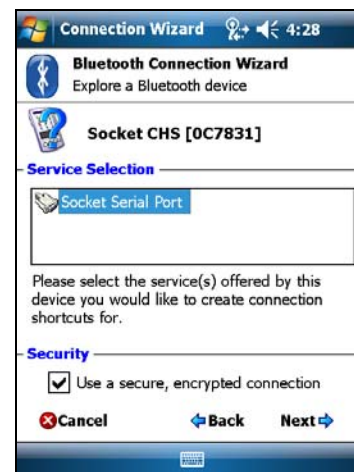 Connection Wizard 4:28
Bluetooth Connection Wizard
Explore a Bluetooth device
Socket CHS [0C7831]
Service Selection
Socket Serial Port
Please select the service(s) offered by this
device you would like to create connection
shortcuts for.
Security
Use a secure, encrypted connection
Cancel Back Next